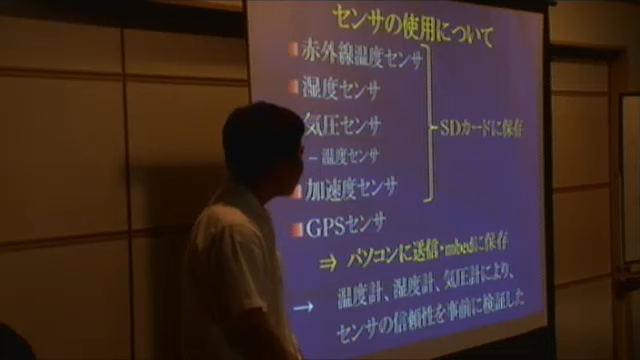 センサの使用について
赤外線温度センサ
湿度センサ
気圧センサ
－温度センサ
加速度センサ
SDカードに保存
GPSセンサ
⇒ パソコンに送信・mbedに保存
→ 温度計、湿度計、気圧計により、
センサの信頼性を事前に検証した